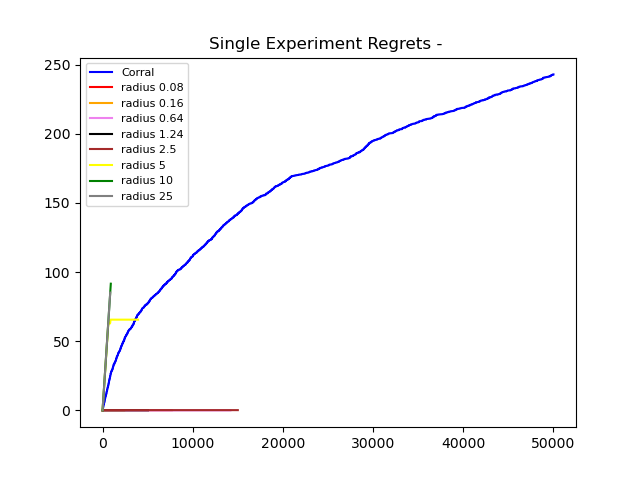 Single Experiment Regrets -
250
200
150
100
50
0
Corral
radius 0.08
radius 0.16
radius 0.64
radius 1.24
radius 2.5
radius 5
radius 10
radius 25
0 10000 20000 30000 40000 50000